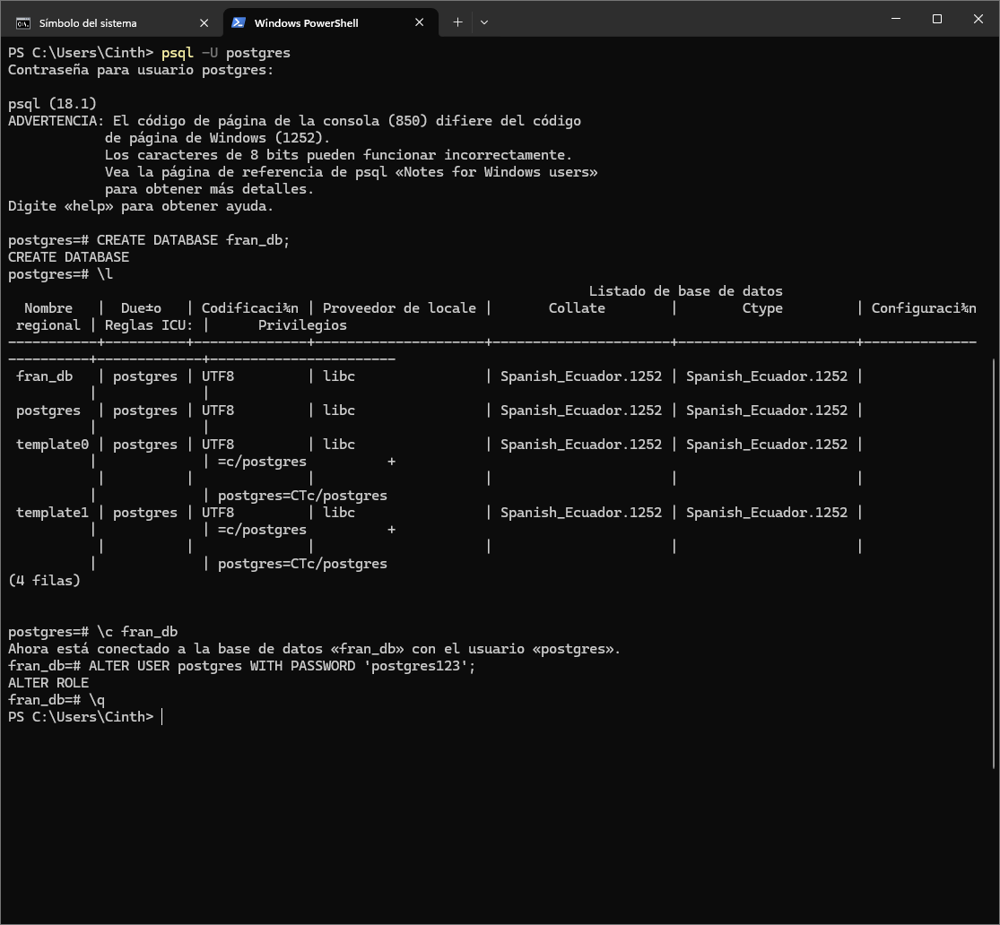 Símbolo del sistema
Windows PowerShell
PS C:\Users\Cinth> psql -U postgres
Contraseña para usuario postgres:
psql (18.1)
ADVERTENCIA: El código de página de la consola (850) difiere del código
            de página de Windows (1252).
            Los caracteres de 8 bits pueden funcionar incorrectamente.
            Vea la página de referencia de psql «Notes for Windows users»
            para obtener más detalles.
Digite «help» para obtener ayuda.
postgres=# CREATE DATABASE fran_db;
CREATE DATABASE
postgres=# \l
                                                                        Listado de base de datos
  Nombre   |  Due±o   | Codificaci¾n | Proveedor de locale |       Collate        |        Ctype         | Configuraci¾n
 regional | Reglas ICU: |      Privilegios
-----------+----------+--------------+---------------------+----------------------+----------------------+--------------
----------+-------------+-----------------------
 fran_db   | postgres | UTF8         | libc                | Spanish_Ecuador.1252 | Spanish_Ecuador.1252 |
          |             |
 postgres  | postgres | UTF8         | libc                | Spanish_Ecuador.1252 | Spanish_Ecuador.1252 |
          |             |
 template0 | postgres | UTF8         | libc                | Spanish_Ecuador.1252 | Spanish_Ecuador.1252 |
          |             | =c/postgres          +
           |          |              |                     |                      |                      |
          |             | postgres=CTc/postgres
 template1 | postgres | UTF8         | libc                | Spanish_Ecuador.1252 | Spanish_Ecuador.1252 |
          |             | =c/postgres          +
           |          |              |                     |                      |                      |
          |             | postgres=CTc/postgres
(4 filas)
postgres=# \c fran_db
Ahora está conectado a la base de datos «fran_db» con el usuario «postgres».
fran_db=# ALTER USER postgres WITH PASSWORD 'postgres123';
ALTER ROLE
fran_db=# \q
PS C:\Users\Cinth>